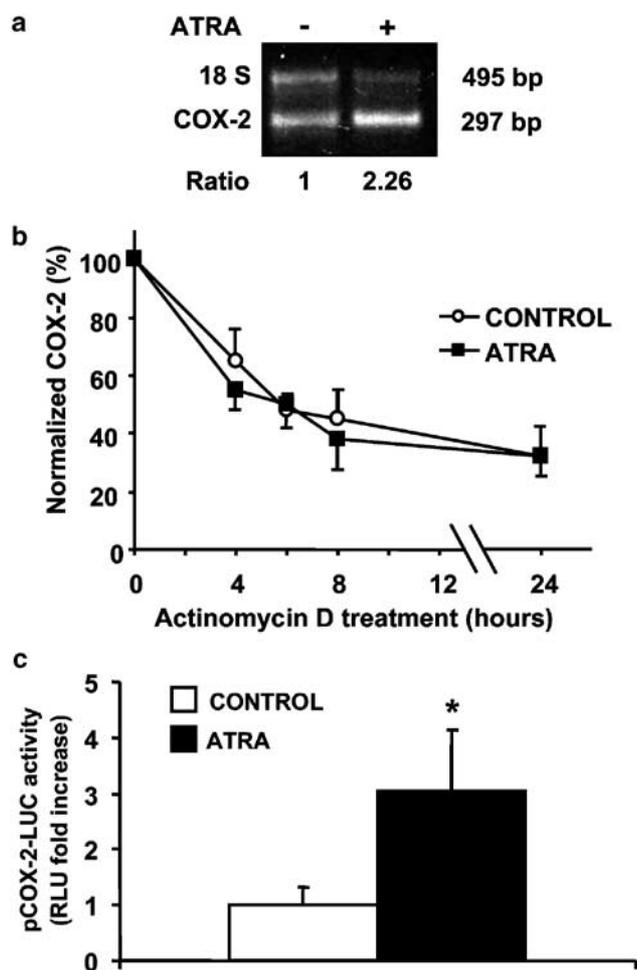 a
ATRA - +
18 S 495 bp
COX-2 297 bp
Ratio 1 2.26
b
Normalized COX-2 (%)
100
80
60
40
20
0
CONTROL
ATRA
0 4 8 12 24
Actinomycin D treatment (hours)
c
pCOX-2-LUC activity
(RLU fold increase)
5
4
3
2
1
0
CONTROL
ATRA
*